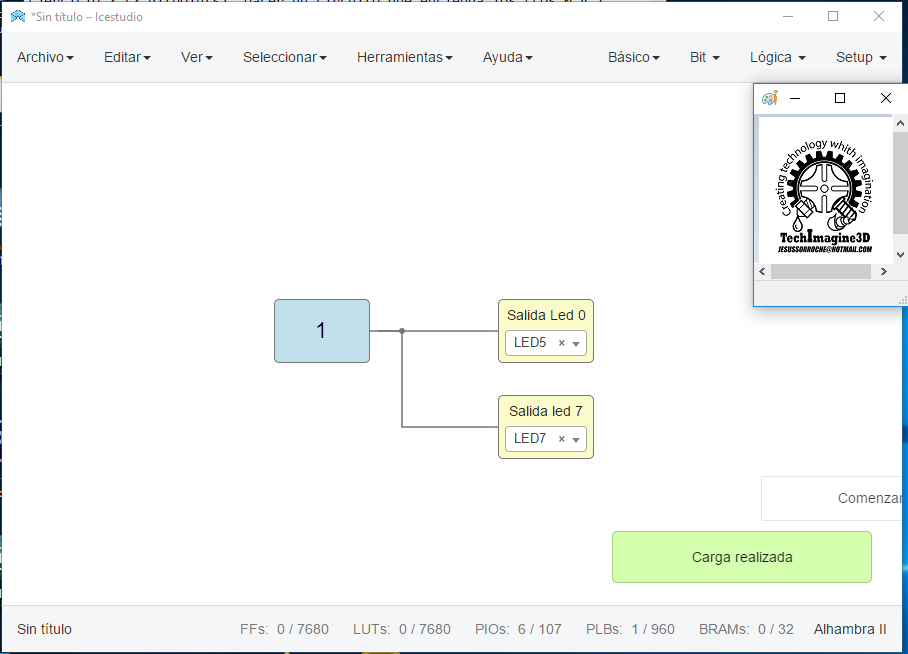 *Sin título – Icestudio
Archivo Editar Ver Seleccionar Herramientas Ayuda Básico Bit Lógica Setup
Creating technology whith imagination
TechImagine3D
JESUSSORROCHE@HOTMAIL.COM
1
Salida Led 0
LED5 ×
Salida led 7
LED7 ×
Comenzar
Carga realizada
Sin título FFs: 0 / 7680 LUTs: 0 / 7680 PIOs: 6 / 107 PLBs: 1 / 960 BRAMs: 0 / 32 Alhambra II